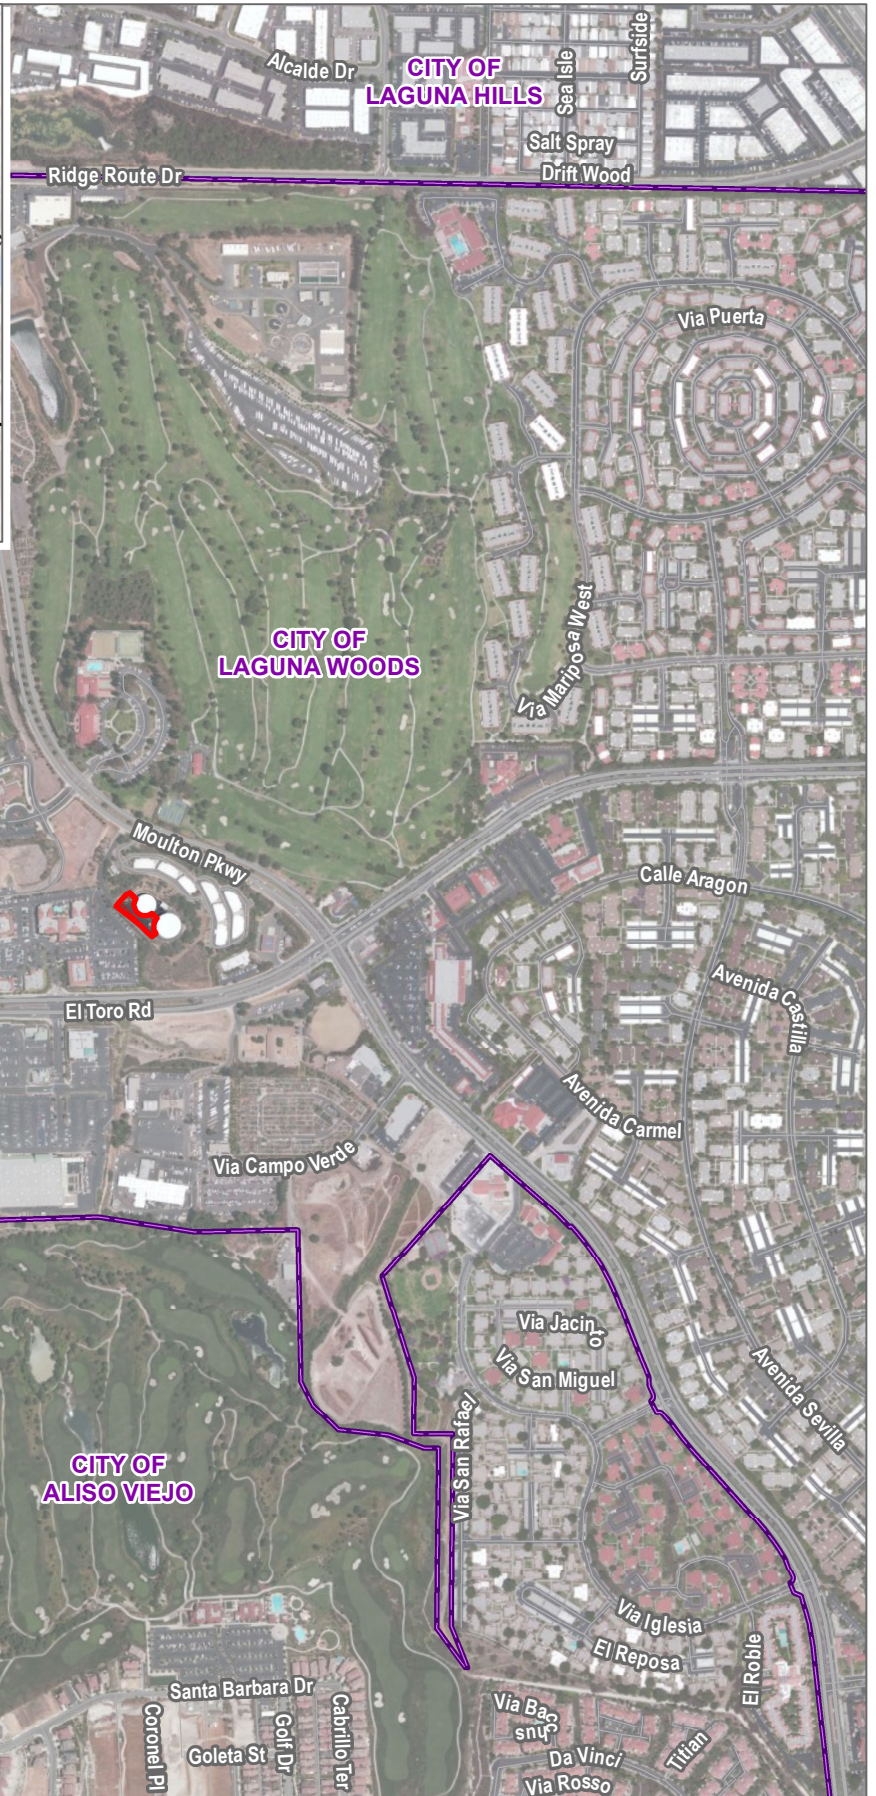 Alcalde Dr
CITY OF
LAGUNA HILLS
Sea Isle
Surfside
Salt Spray
Drift Wood
Ridge Route Dr
Via Puerta
CITY OF
LAGUNA WOODS
Via Mariposa West
Moulton Pkwy
Calle Aragon
Avenida Castilla
El Toro Rd
Avenida Carmel
Via Campo Verde
Via Jacinto
Via San Miguel
Avenida Sevilla
Via San Rafael
CITY OF
ALISO VIEJO
Via Iglesia
El Reposa
El Roble
Santa Barbara Dr
Coronel Pl
Goleta St
Golf Dr
Cabrillo Ter
Via Bacchus
Da Vinci
Titian
Via Rosso